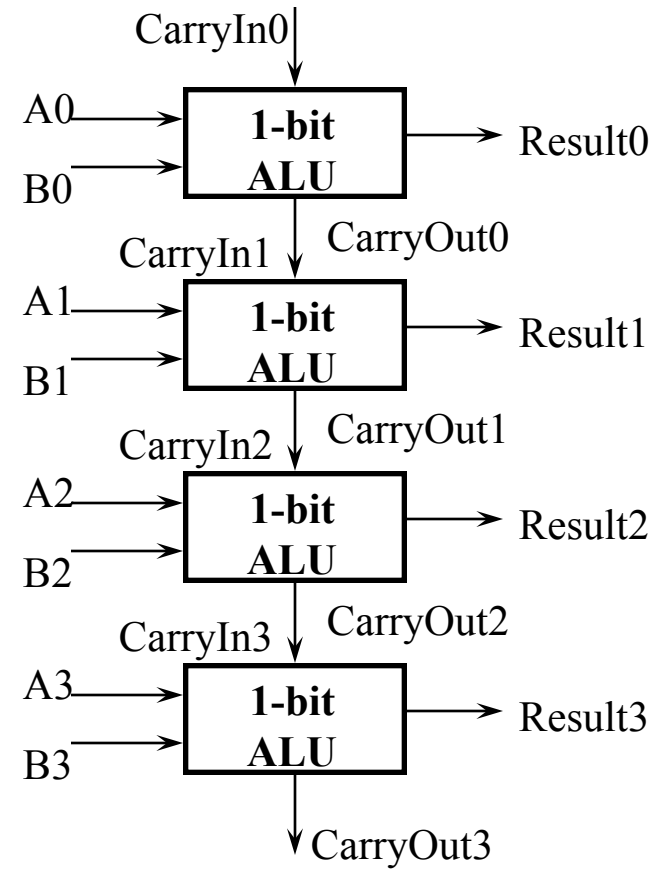 CarryIn0
A0
1-bit
ALU
Result0
B0
CarryIn1
CarryOut0
A1
1-bit
ALU
Result1
B1
CarryIn2
CarryOut1
A2
1-bit
ALU
Result2
B2
CarryIn3
CarryOut2
A3
1-bit
ALU
Result3
B3
CarryOut3